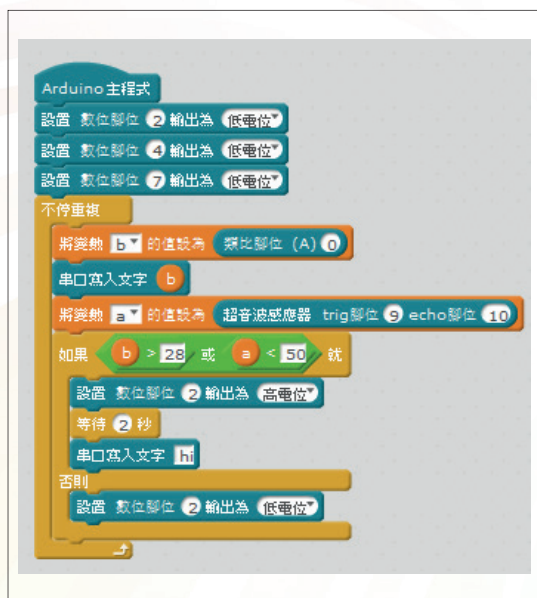 Arduino主程式
設置 數位腳位 2 輸出為 低電位
設置 數位腳位 4 輸出為 低電位
設置 數位腳位 7 輸出為 低電位
不停重複
將變數 b 的值設為 類比腳位 (A) 0
串口寫入文字 b
將變數 a 的值設為 超音波感應器 trig腳位 9 echo腳位 10
如果 b > 28 或 a < 50 就
設置 數位腳位 2 輸出為 高電位
等待 2 秒
串口寫入文字 hi
否則
設置 數位腳位 2 輸出為 低電位